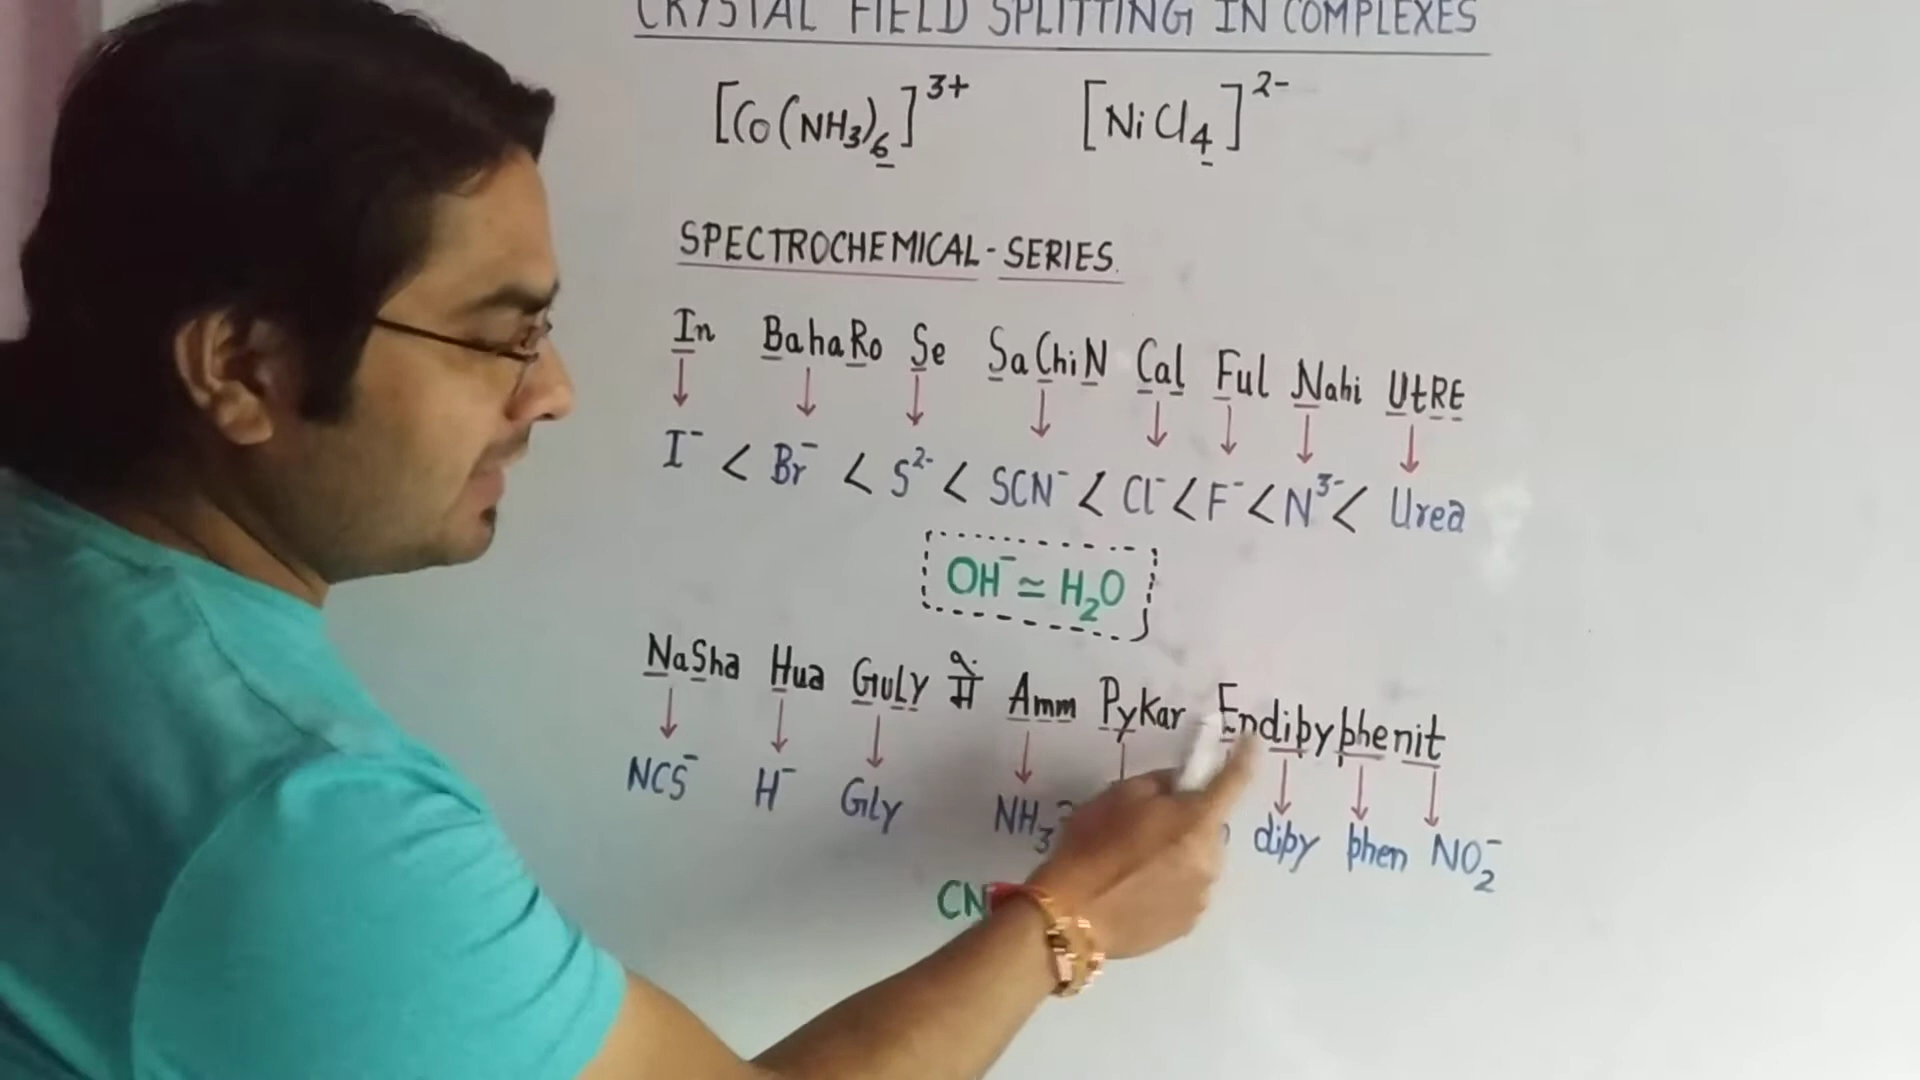 CRYSTAL FIELD SPLITTING IN COMPLEXES
[Co(NH₃)₆]³⁺ [NiCl₄]²⁻
SPECTROCHEMICAL-SERIES.
In BahaRo Se SaChiN Cal Ful Nahi UtRE
I⁻ < Br⁻ < S²⁻ < SCN⁻ < Cl⁻ < F⁻ < N³⁻ < Urea
OH⁻ ≃ H₂O
NaSha Hua GuLY में Amm PyKar Endipyphenit
NCS⁻ H⁻ Gly NH₃ dipy phen NO₂⁻
CN